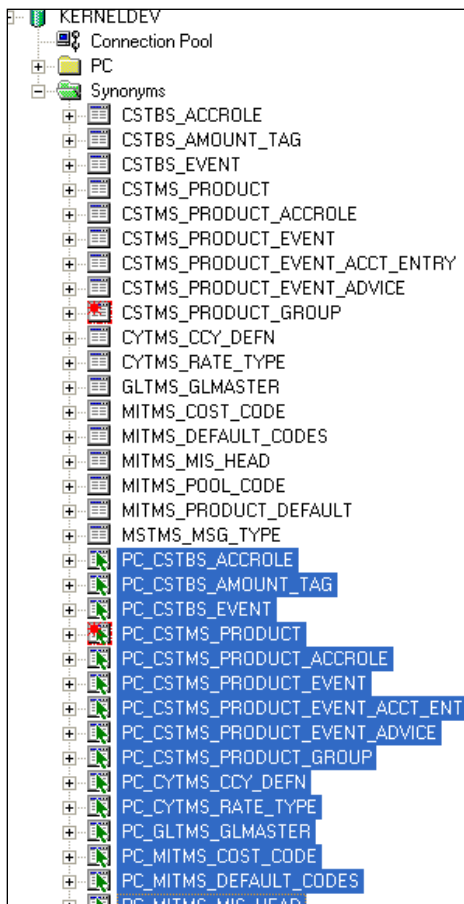 KERNELDEV
Connection Pool
PC
Synonyms
CSTBS_ACCROLE
CSTBS_AMOUNT_TAG
CSTBS_EVENT
CSTMS_PRODUCT
CSTMS_PRODUCT_ACCROLE
CSTMS_PRODUCT_EVENT
CSTMS_PRODUCT_EVENT_ACCT_ENTRY
CSTMS_PRODUCT_EVENT_ADVICE
CSTMS_PRODUCT_GROUP
CYTMS_CCY_DEFN
CYTMS_RATE_TYPE
GLTMS_GLMASTER
MITMS_COST_CODE
MITMS_DEFAULT_CODES
MITMS_MIS_HEAD
MITMS_POOL_CODE
MITMS_PRODUCT_DEFAULT
MSTMS_MSG_TYPE
PC_CSTBS_ACCROLE
PC_CSTBS_AMOUNT_TAG
PC_CSTBS_EVENT
PC_CSTMS_PRODUCT
PC_CSTMS_PRODUCT_ACCROLE
PC_CSTMS_PRODUCT_EVENT
PC_CSTMS_PRODUCT_EVENT_ACCT_ENT
PC_CSTMS_PRODUCT_EVENT_ADVICE
PC_CSTMS_PRODUCT_GROUP
PC_CYTMS_CCY_DEFN
PC_CYTMS_RATE_TYPE
PC_GLTMS_GLMASTER
PC_MITMS_COST_CODE
PC_MITMS_DEFAULT_CODES
PC_MITMS_MIS_HEAD